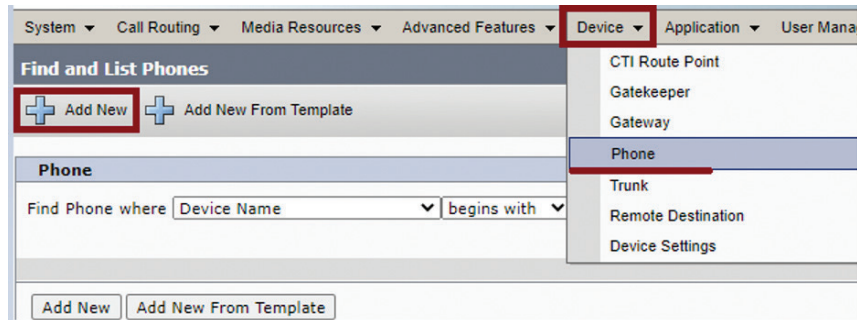 System Call Routing Media Resources Advanced Features Device Application User Mana
Find and List Phones
Add New Add New From Template
Phone
Find Phone where Device Name begins with
Add New Add New From Template
CTI Route Point
Gatekeeper
Gateway
Phone
Trunk
Remote Destination
Device Settings